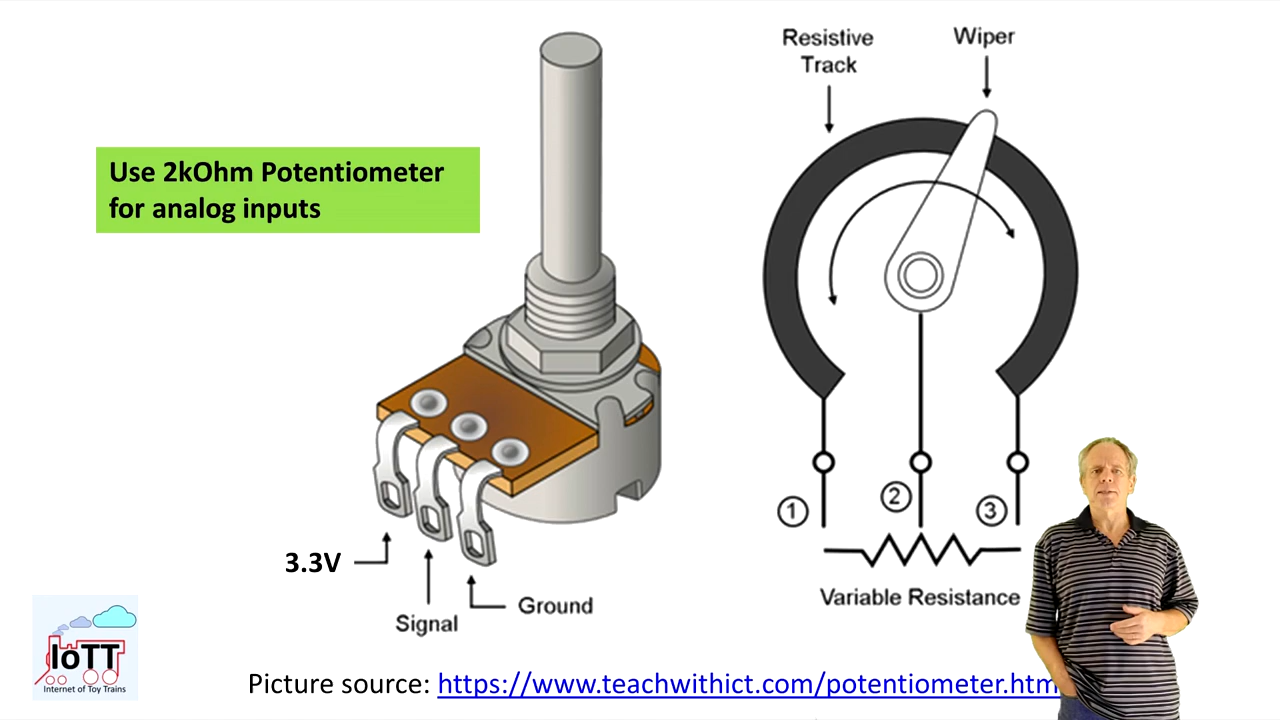 Resistive
Track
Wiper
Use 2kOhm Potentiometer
for analog inputs
1
2
3
3.3V
Signal
Ground
Variable Resistance
IoTT
Internet of Toy Trains
Picture source: https://www.teachwithict.com/potentiometer.htm